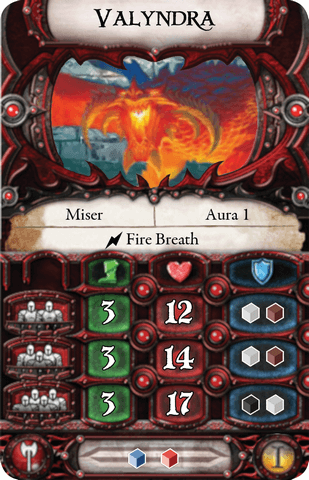 VALYNDRA
Miser Aura 1
Fire Breath
3 12
3 14
3 17
I